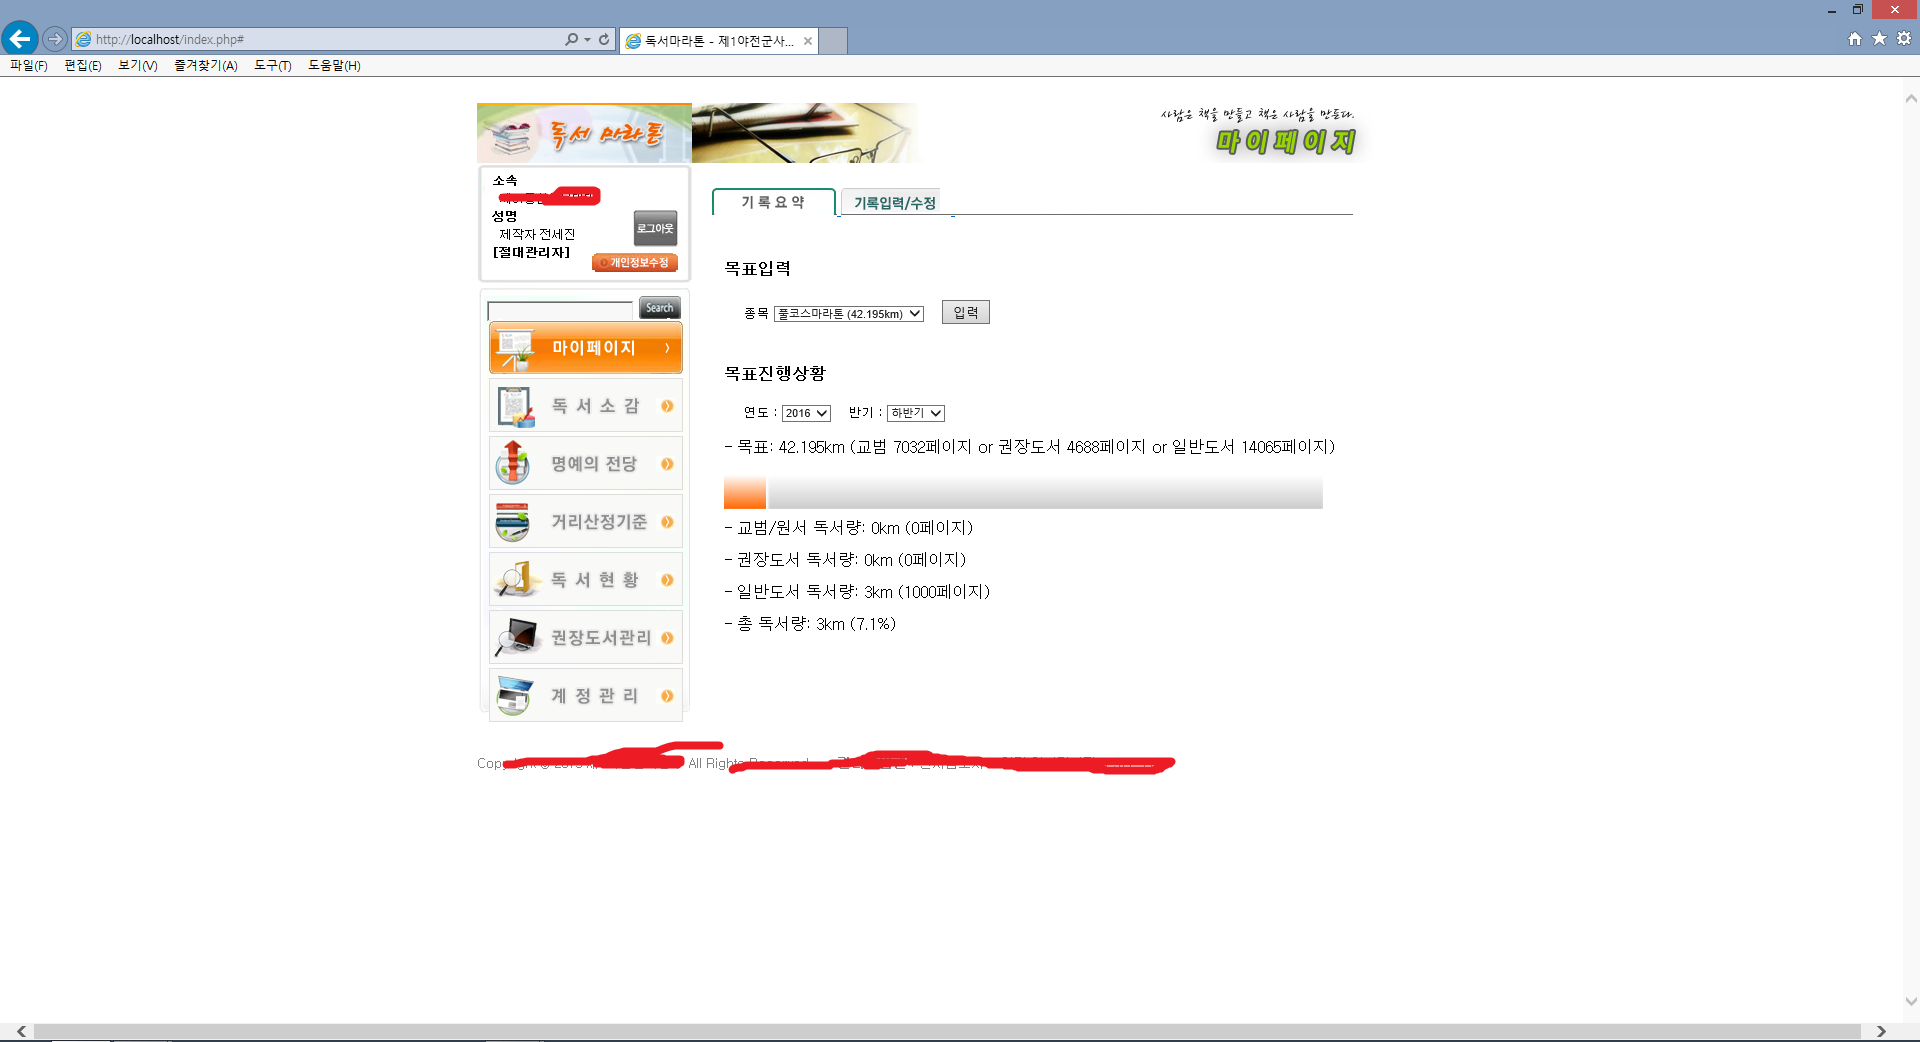 http://localhost/index.php#
독서마라톤 - 제1야전군사...
파일(F) 편집(E) 보기(V) 즐겨찾기(A) 도구(T) 도움말(H)
독서 마라톤
사람은 책을 만들고 책은 사람을 만든다.
마이페이지
소속
성명
제작자 전세진
[절대관리자]
로그아웃
개인정보수정
Search
마이페이지
독서소감
명예의 전당
거리산정기준
독서현황
권장도서관리
계정관리
기록요약 기록입력/수정
목표입력
종목 풀코스마라톤 (42.195km) 입력
목표진행상황
연도 : 2016 반기 : 하반기
- 목표: 42.195km (교범 7032페이지 or 권장도서 4688페이지 or 일반도서 14065페이지)
- 교범/원서 독서량: 0km (0페이지)
- 권장도서 독서량: 0km (0페이지)
- 일반도서 독서량: 3km (1000페이지)
- 총 독서량: 3km (7.1%)
All Rights